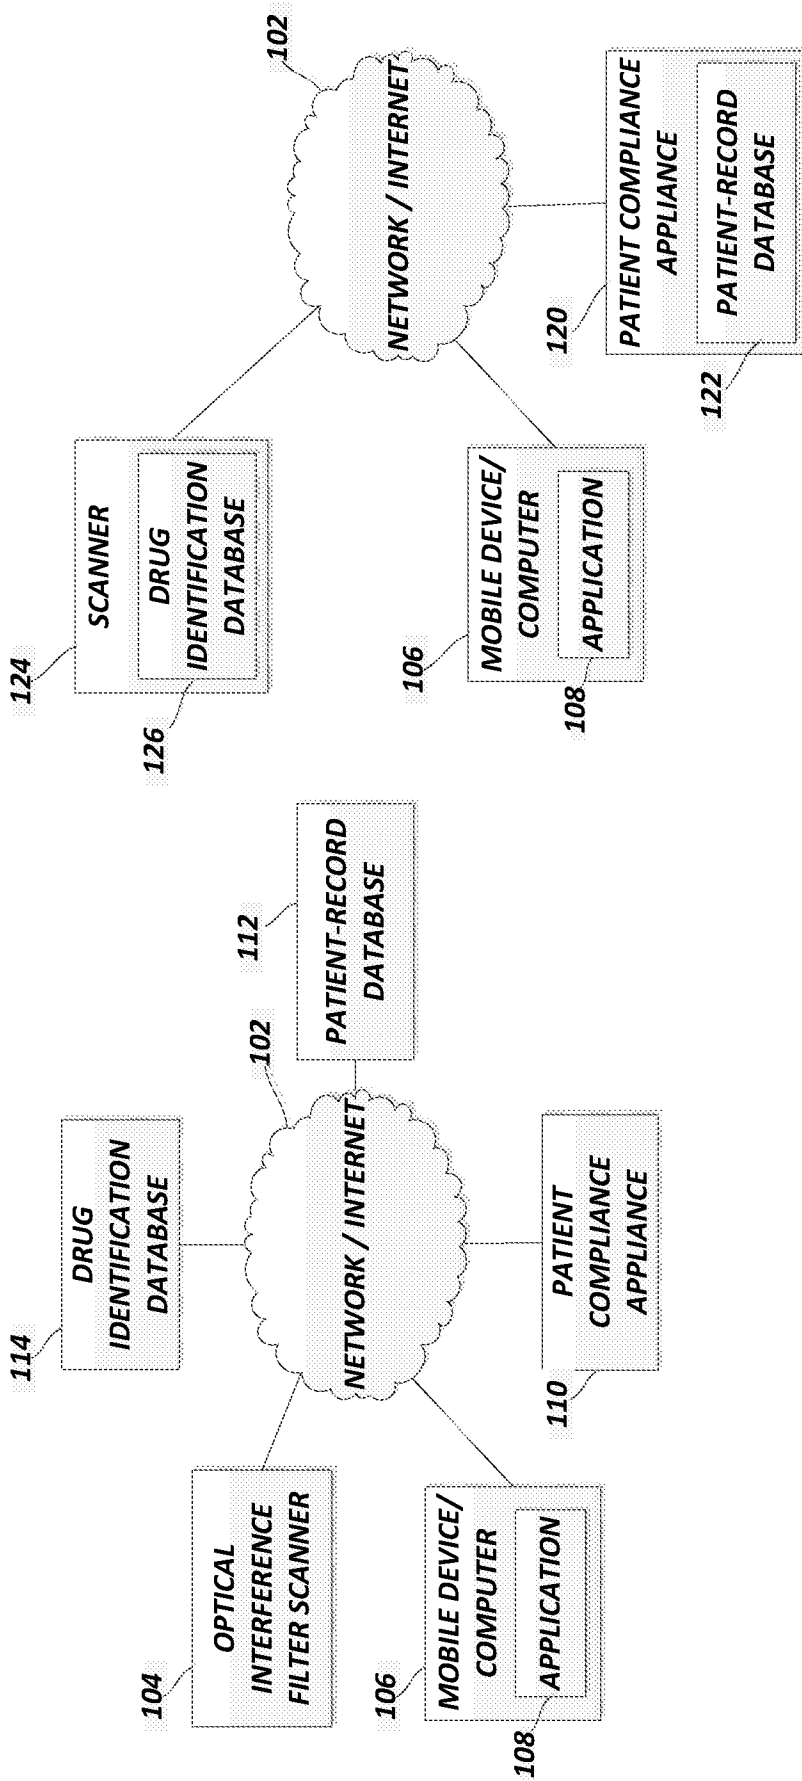 114
DRUG
IDENTIFICATION
DATABASE
104
OPTICAL
INTERFERENCE
FILTER SCANNER
102
112
NETWORK / INTERNET
PATIENT-RECORD
DATABASE
106
MOBILE DEVICE/
COMPUTER
108
APPLICATION
110
PATIENT
COMPLIANCE
APPLIANCE
124
SCANNER
126
DRUG
IDENTIFICATION
DATABASE
102
NETWORK / INTERNET
106
MOBILE DEVICE/
COMPUTER
108
APPLICATION
120
PATIENT COMPLIANCE
APPLIANCE
122
PATIENT-RECORD
DATABASE